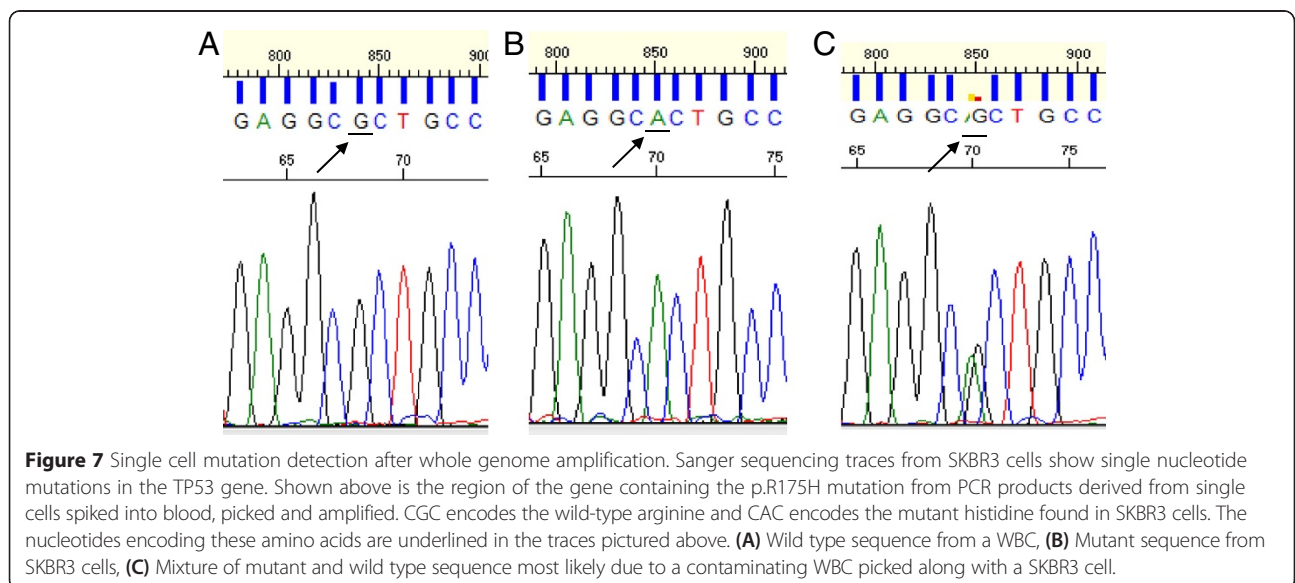 A
B
C
800 850 900
800 850 900
800 850 900
G A G G C G C T G C C
G A G G C A C T G C C
G A G G C A G C T G C C
65 70
65 70 75
65 70 75
Figure 7 Single cell mutation detection after whole genome amplification. Sanger sequencing traces from SKBR3 cells show single nucleotide
mutations in the TP53 gene. Shown above is the region of the gene containing the p.R175H mutation from PCR products derived from single
cells spiked into blood, picked and amplified. CGC encodes the wild-type arginine and CAC encodes the mutant histidine found in SKBR3 cells. The
nucleotides encoding these amino acids are underlined in the traces pictured above. (A) Wild type sequence from a WBC, (B) Mutant sequence from
SKBR3 cells, (C) Mixture of mutant and wild type sequence most likely due to a contaminating WBC picked along with a SKBR3 cell.